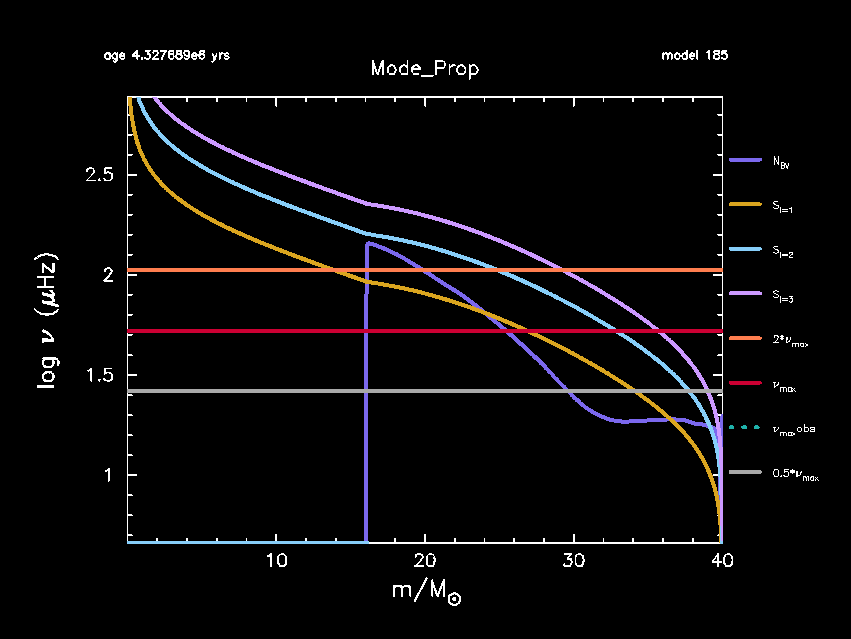 age 4.327689e6 yrs
model 185
Mode_Prop
2.5
2
1.5
1
log ν (μHz)
10
20
30
40
m/M☉
N_BV
S_l=1
S_l=2
S_l=3
2*ν_max
ν_max
ν_max obs
0.5*ν_max